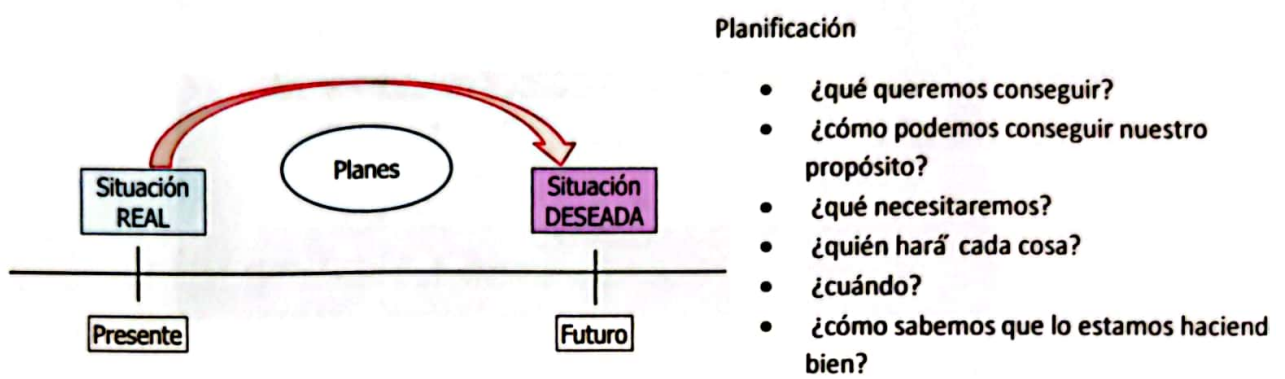 Planificación
• ¿qué queremos conseguir?
• ¿cómo podemos conseguir nuestro
propósito?
• ¿qué necesitaremos?
• ¿quién hará˝ cada cosa?
• ¿cuándo?
• ¿cómo sabemos que lo estamos haciend
bien?
Planes
Situación
REAL
Situación
DESEADA
Presente
Futuro